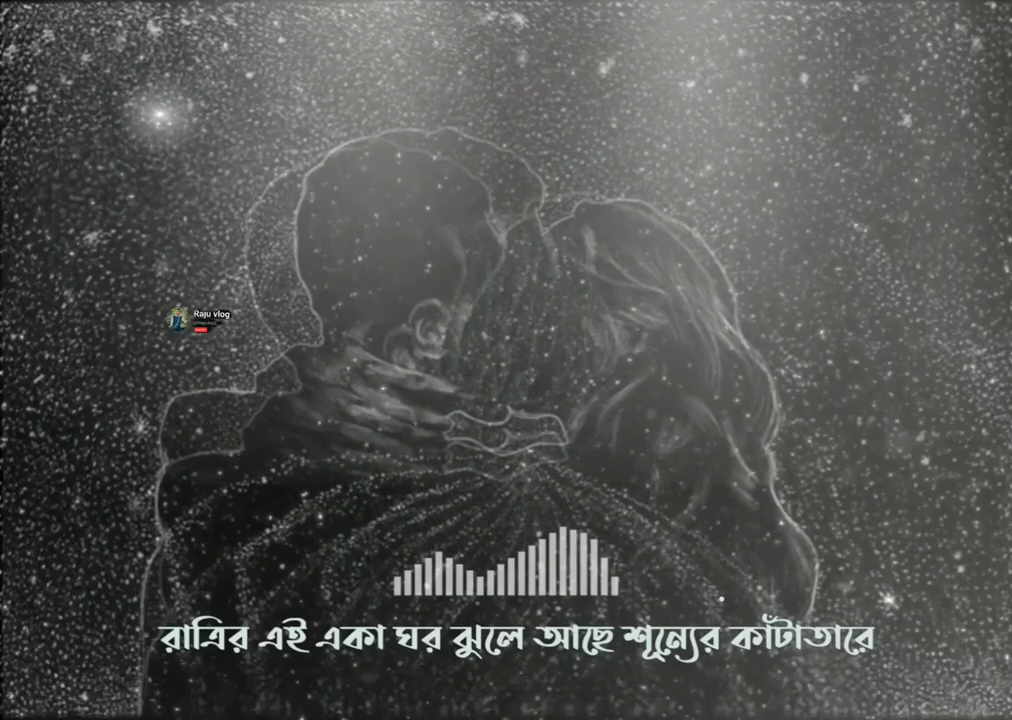 Raju vlog
রাত্রির এই একা ঘর ঝুলে আছে শূন্যের কাঁটাতারে